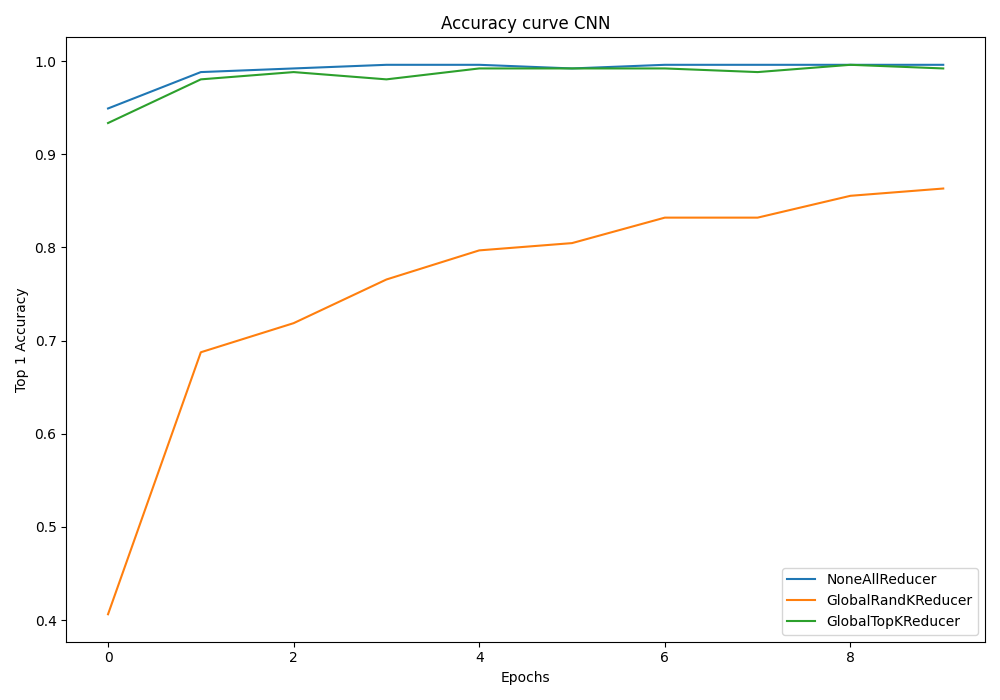 Accuracy curve CNN
Top 1 Accuracy
1.0
0.9
0.8
0.7
0.6
0.5
0.4
0 2 4 6 8
Epochs
NoneAllReducer
GlobalRandKReducer
GlobalTopKReducer